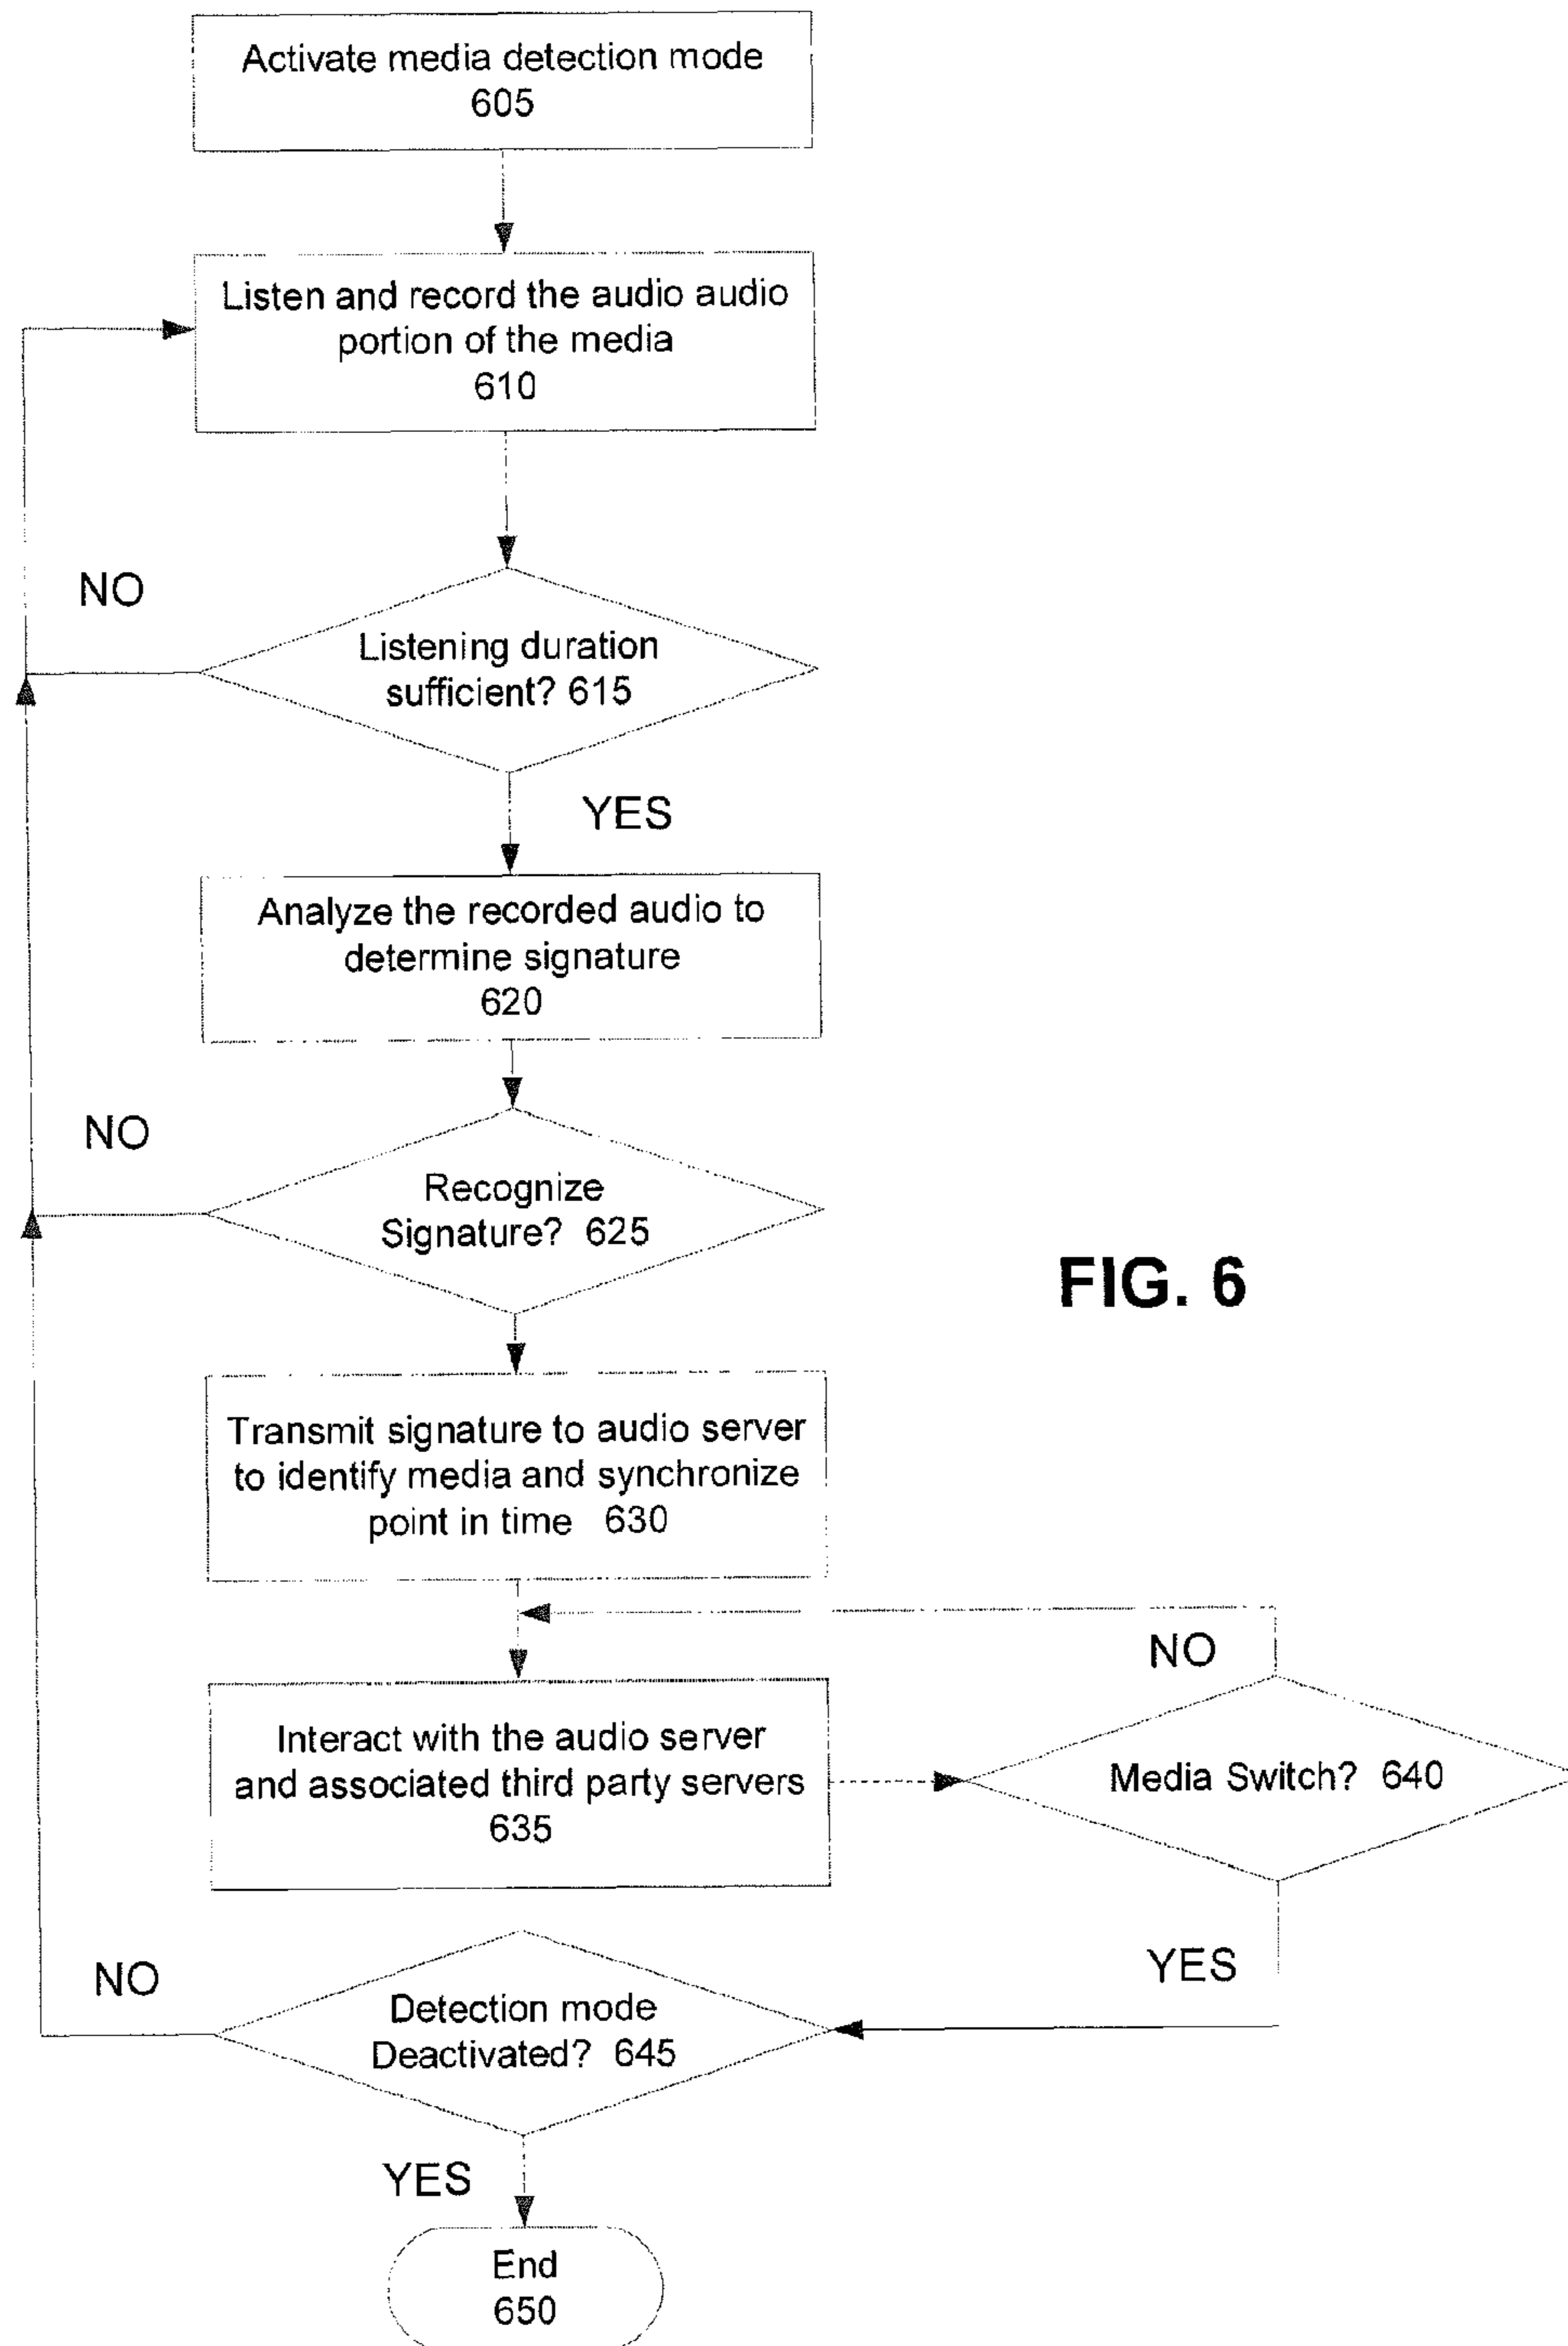 Activate media detection mode
605
Listen and record the audio audio
portion of the media
610
NO
Listening duration
sufficient? 615
YES
Analyze the recorded audio to
determine signature
620
NO
Recognize
Signature? 625
FIG. 6
Transmit signature to audio server
to identify media and synchronize
point in time 630
NO
Interact with the audio server
and associated third party servers
635
Media Switch? 640
YES
NO
Detection mode
Deactivated? 645
YES
End
650